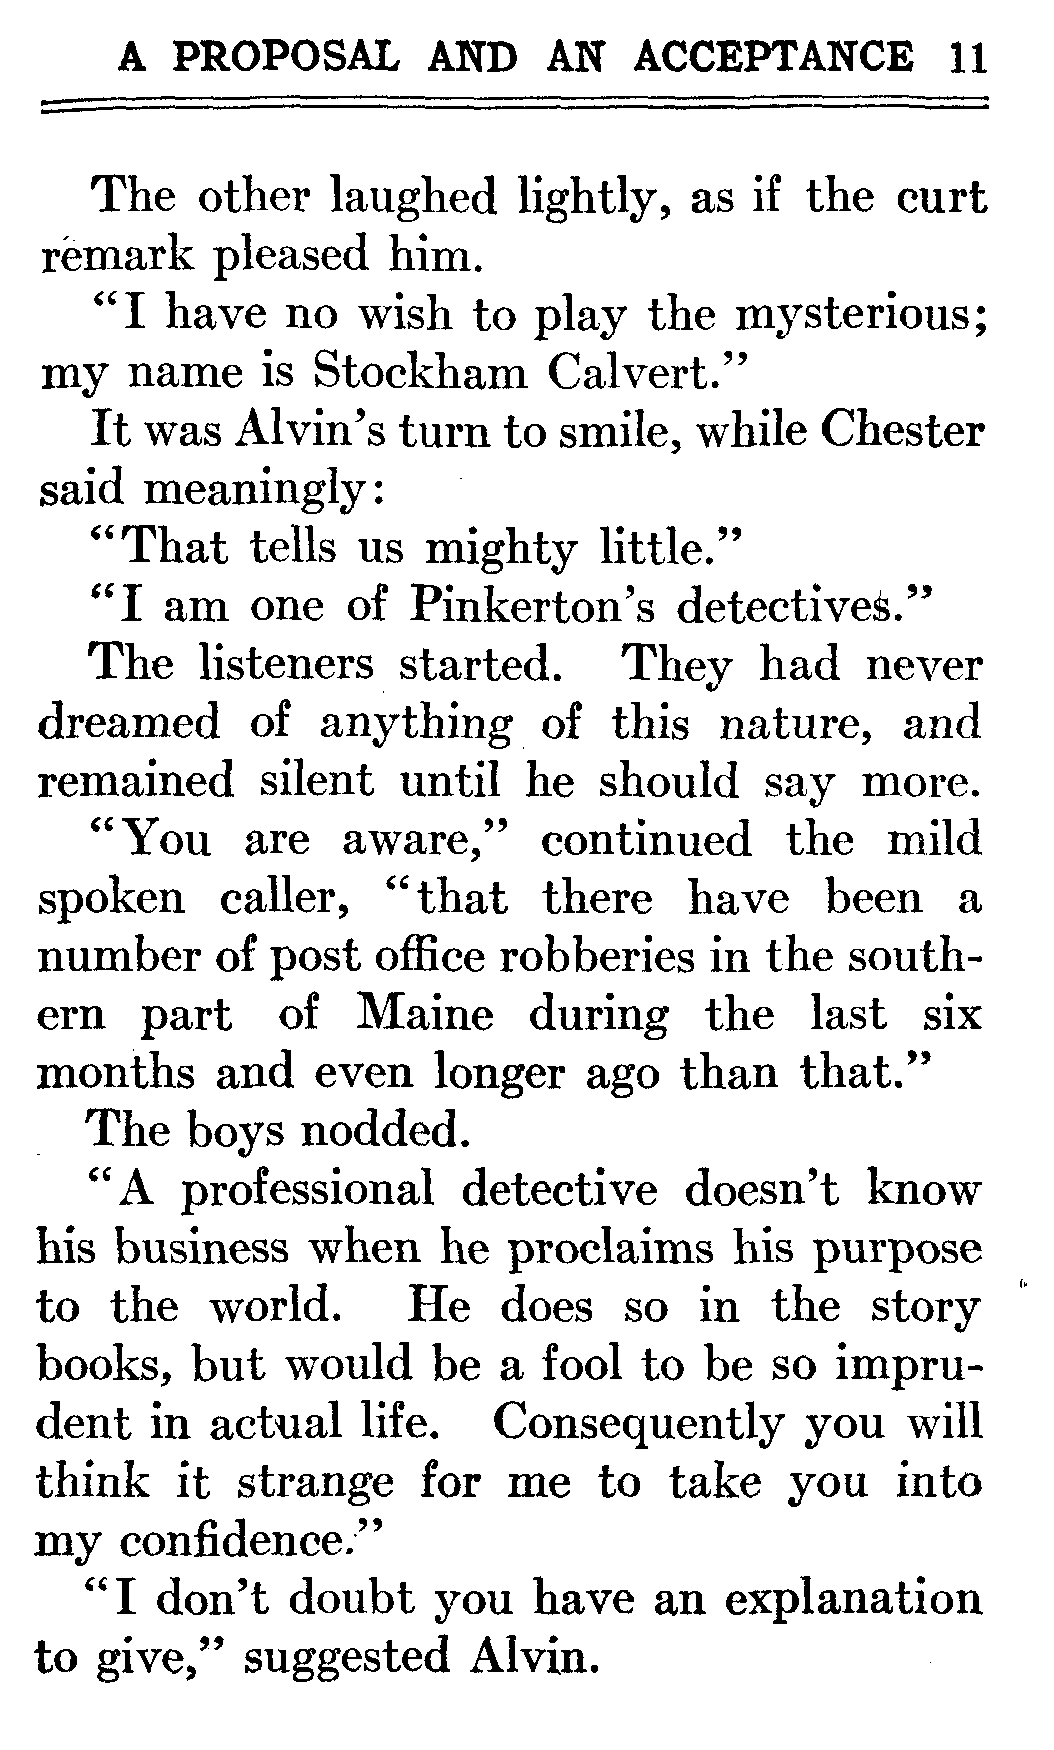 A PROPOSAL AND AN ACCEPTANCE 11
The other laughed lightly, as if the curt
remark pleased him.
"I have no wish to play the mysterious;
my name is Stockham Calvert."
It was Alvin's turn to smile, while Chester
said meaningly:
"That tells us mighty little."
"I am one of Pinkerton's detectives."
The listeners started. They had never
dreamed of anything of this nature, and
remained silent until he should say more.
"You are aware," continued the mild
spoken caller, "that there have been a
number of post office robberies in the south-
ern part of Maine during the last six
months and even longer ago than that."
The boys nodded.
"A professional detective doesn't know
his business when he proclaims his purpose
to the world. He does so in the story
books, but would be a fool to be so impru-
dent in actual life. Consequently you will
think it strange for me to take you into
my confidence."
"I don't doubt you have an explanation
to give," suggested Alvin.